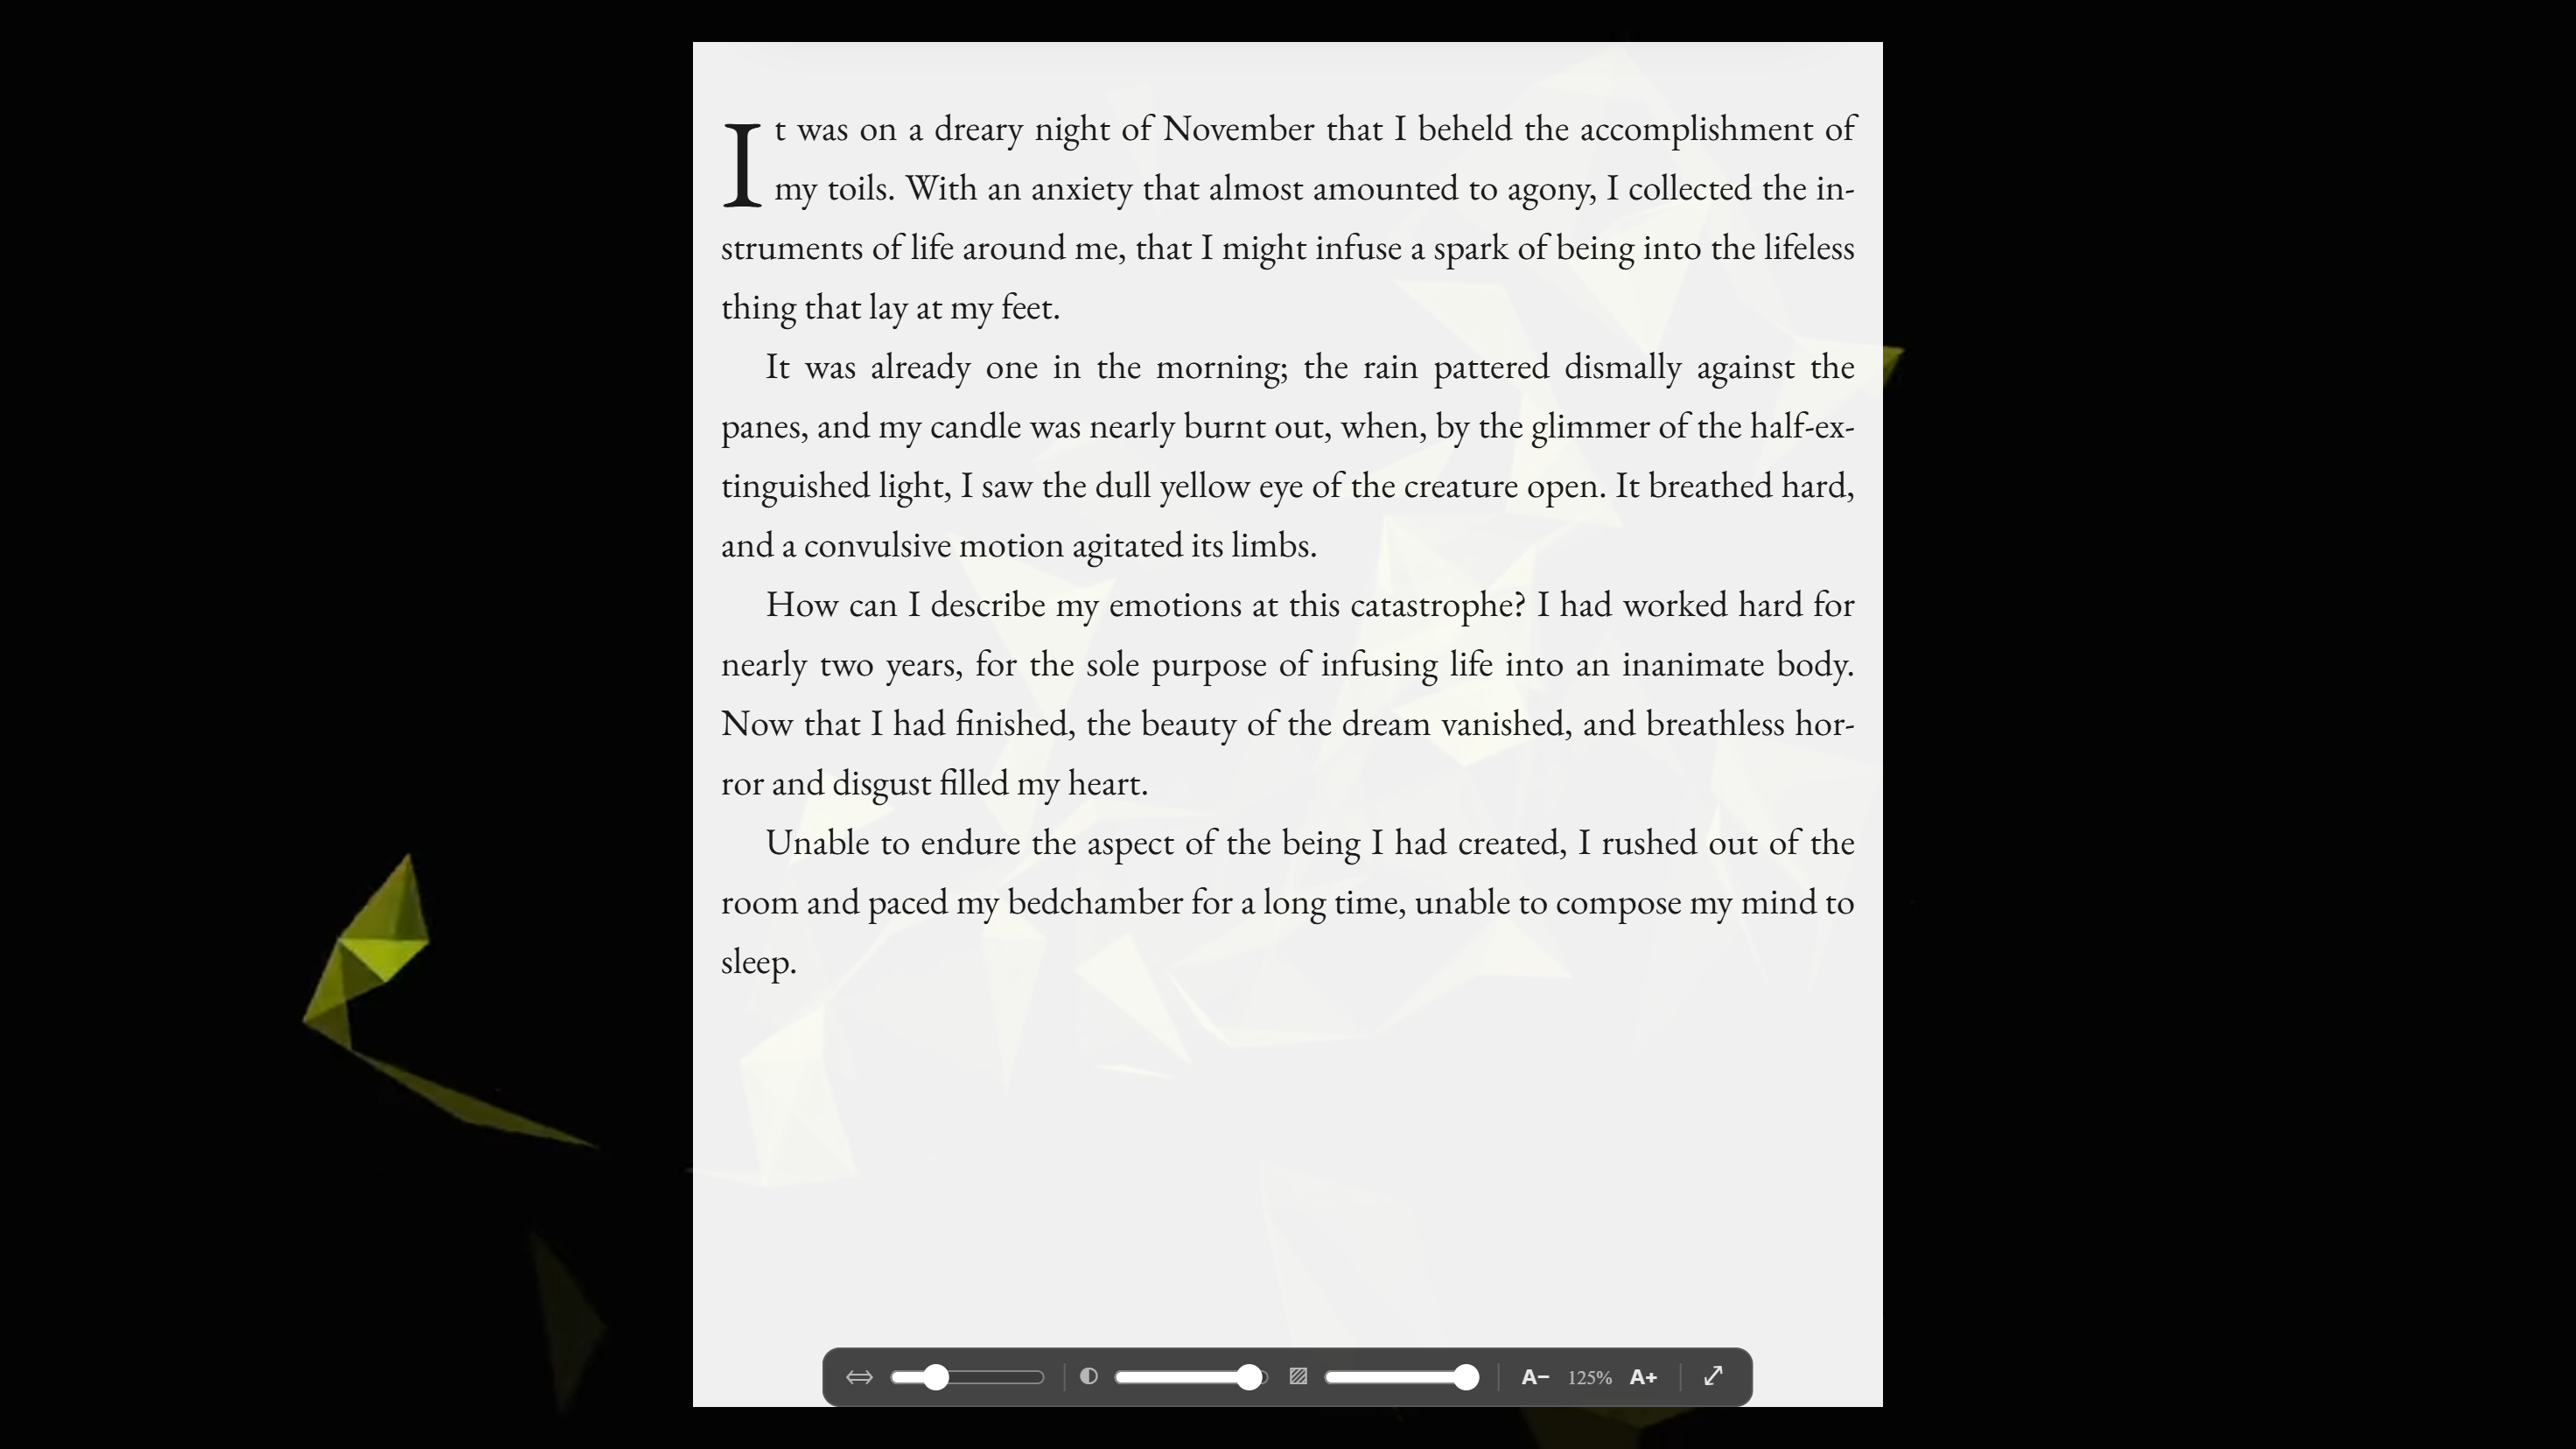 It was on a dreary night of November that I beheld the accomplishment of
my toils. With an anxiety that almost amounted to agony, I collected the in-
struments of life around me, that I might infuse a spark of being into the lifeless
thing that lay at my feet.
It was already one in the morning; the rain pattered dismally against the
panes, and my candle was nearly burnt out, when, by the glimmer of the half-ex-
tinguished light, I saw the dull yellow eye of the creature open. It breathed hard,
and a convulsive motion agitated its limbs.
How can I describe my emotions at this catastrophe? I had worked hard for
nearly two years, for the sole purpose of infusing life into an inanimate body.
Now that I had finished, the beauty of the dream vanished, and breathless hor-
ror and disgust filled my heart.
Unable to endure the aspect of the being I had created, I rushed out of the
room and paced my bedchamber for a long time, unable to compose my mind to
sleep.
A− 125% A+